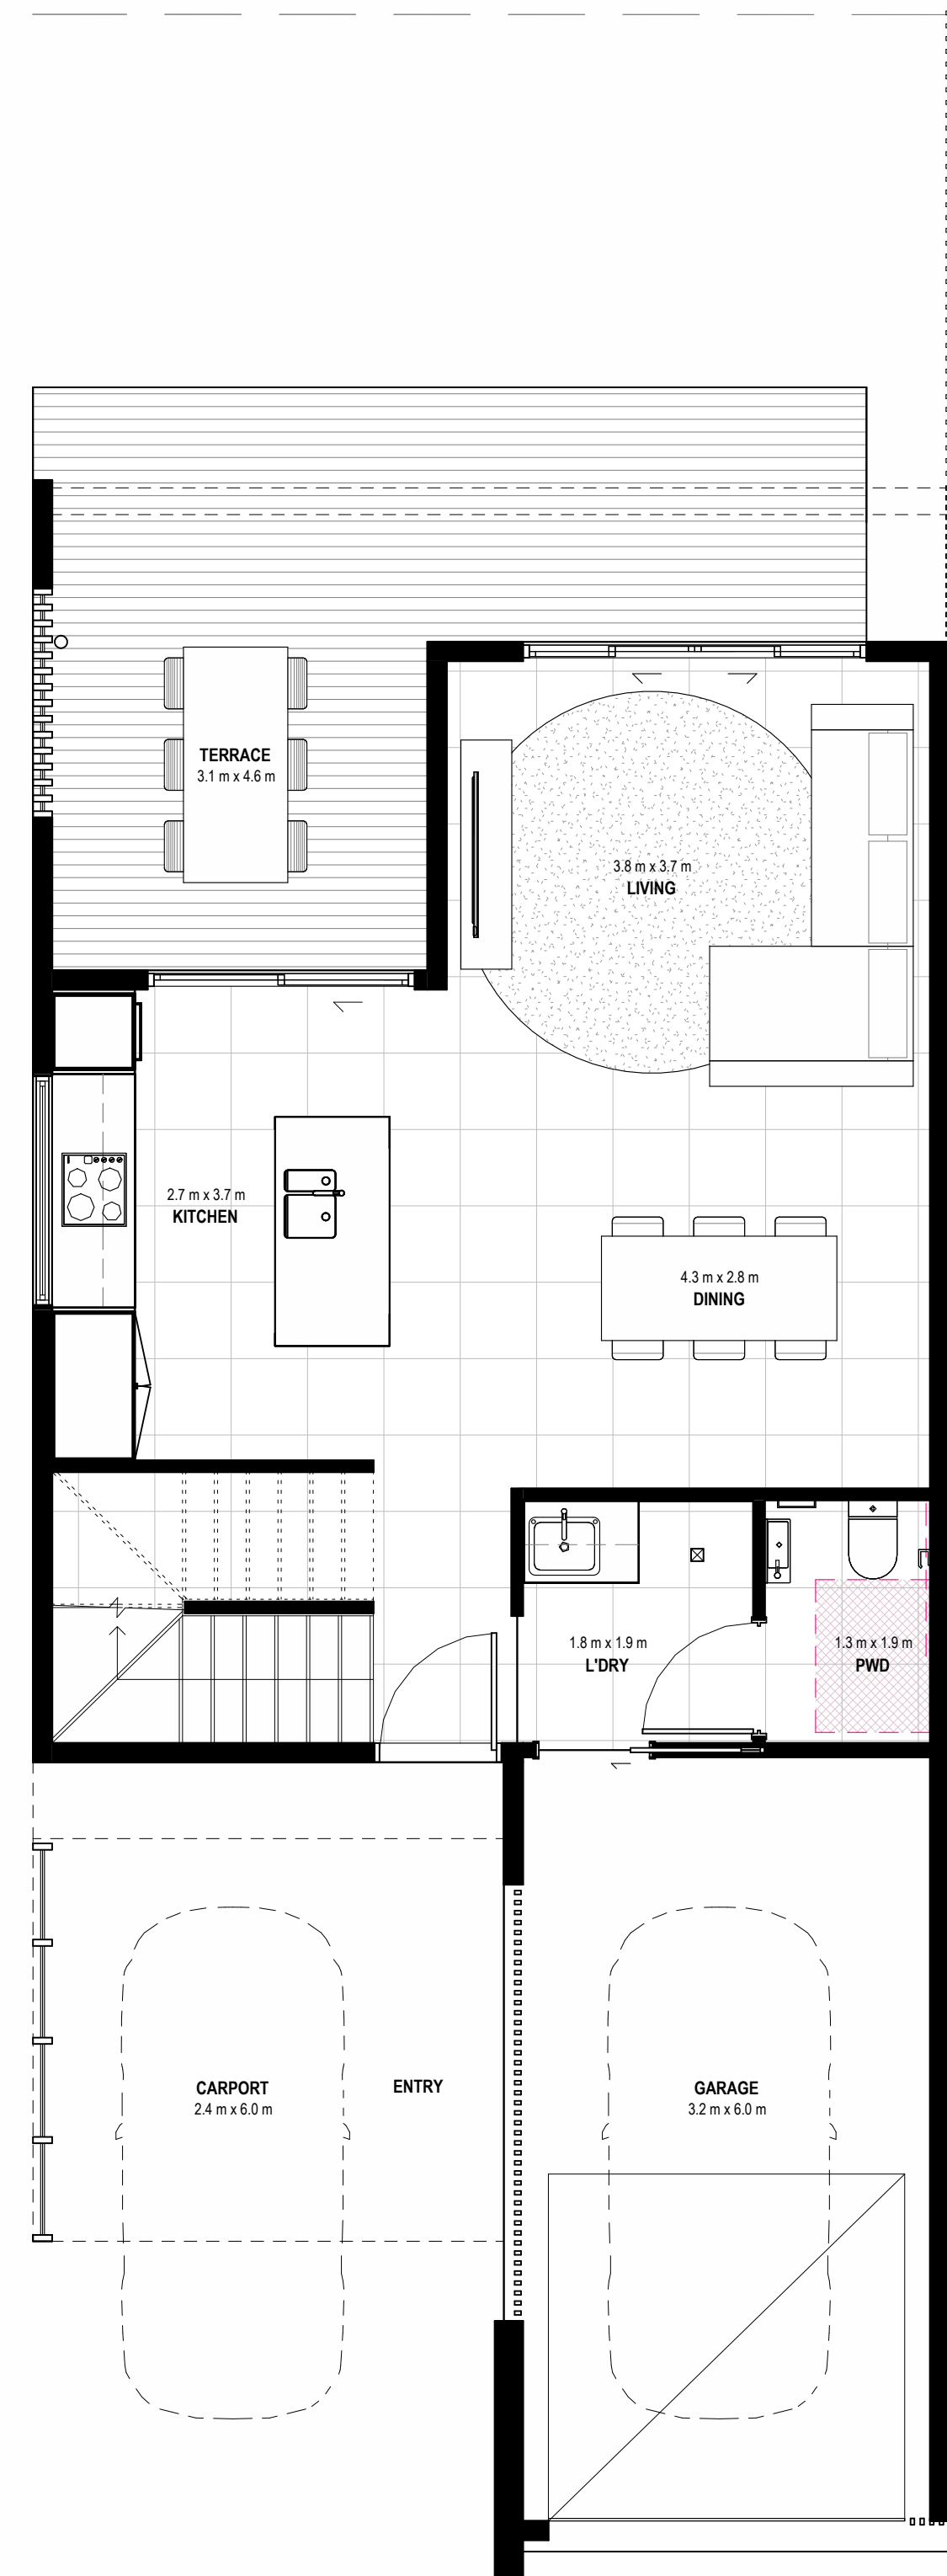 TERRACE
3.1 m x 4.6 m
3.8 m x 3.7 m
LIVING
2.7 m x 3.7 m
KITCHEN
4.3 m x 2.8 m
DINING
1.8 m x 1.9 m
L'DRY
1.3 m x 1.9 m
PWD
CARPORT
2.4 m x 6.0 m
ENTRY
GARAGE
3.2 m x 6.0 m